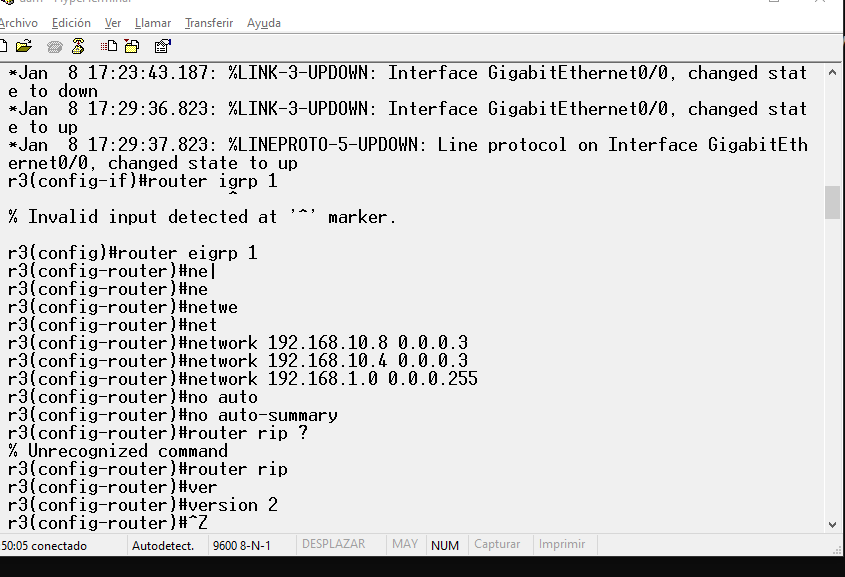 Archivo Edición Ver Llamar Transferir Ayuda
*Jan  8 17:23:43.187: %LINK-3-UPDOWN: Interface GigabitEthernet0/0, changed stat
e to down
*Jan  8 17:29:36.823: %LINK-3-UPDOWN: Interface GigabitEthernet0/0, changed stat
e to up
*Jan  8 17:29:37.823: %LINEPROTO-5-UPDOWN: Line protocol on Interface GigabitEth
ernet0/0, changed state to up
r3(config-if)#router igrp 1
^
% Invalid input detected at '^' marker.
r3(config)#router eigrp 1
r3(config-router)#ne|
r3(config-router)#ne
r3(config-router)#netwe
r3(config-router)#net
r3(config-router)#network 192.168.10.8 0.0.0.3
r3(config-router)#network 192.168.10.4 0.0.0.3
r3(config-router)#network 192.168.1.0 0.0.0.255
r3(config-router)#no auto
r3(config-router)#no auto-summary
r3(config-router)#router rip ?
% Unrecognized command
r3(config-router)#router rip
r3(config-router)#ver
r3(config-router)#version 2
r3(config-router)#^Z
50:05 conectado Autodetect. 9600 8-N-1 DESPLAZAR MAY NUM Capturar Imprimir